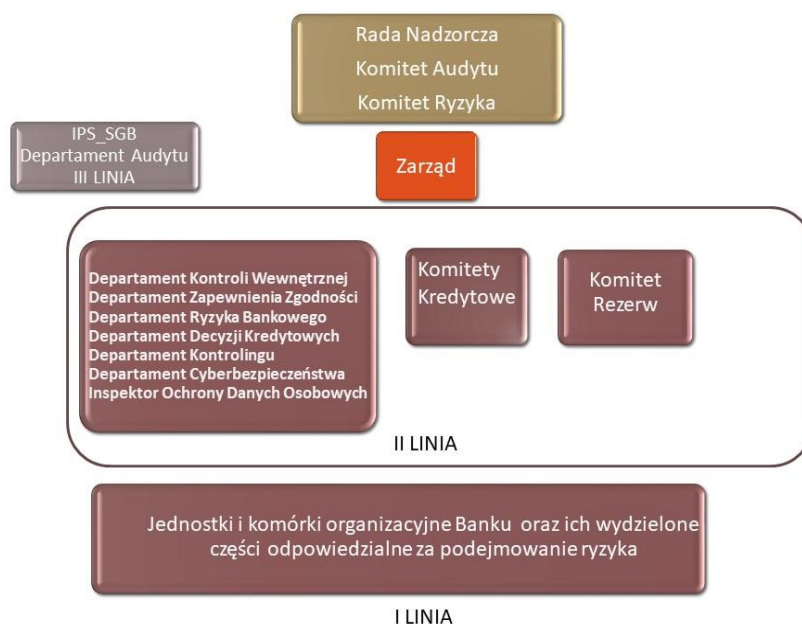 Rada Nadzorcza
Komitet Audytu
Komitet Ryzyka
IPS_SGB
Departament Audytu
III LINIA
Zarząd
Departament Kontroli Wewnętrznej
Departament Zapewnienia Zgodności
Departament Ryzyka Bankowego
Departament Decyzji Kredytowych
Departament Kontrolingu
Departament Cyberbezpieczeństwa
Inspektor Ochrony Danych Osobowych
Komitety
Kredytowe
Komitet
Rezerw
II LINIA
Jednostki i komórki organizacyjne Banku oraz ich wydzielone
części odpowiedzialne za podejmowanie ryzyka
I LINIA